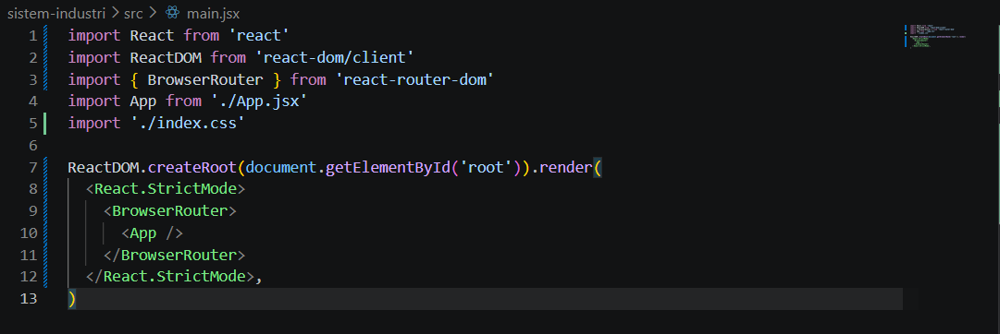 sistem-industri > src > main.jsx
1 import React from 'react'
2 import ReactDOM from 'react-dom/client'
3 import { BrowserRouter } from 'react-router-dom'
4 import App from './App.jsx'
5 import './index.css'
6
7 ReactDOM.createRoot(document.getElementById('root')).render(
8   <React.StrictMode>
9     <BrowserRouter>
10       <App />
11     </BrowserRouter>
12   </React.StrictMode>,
13 )